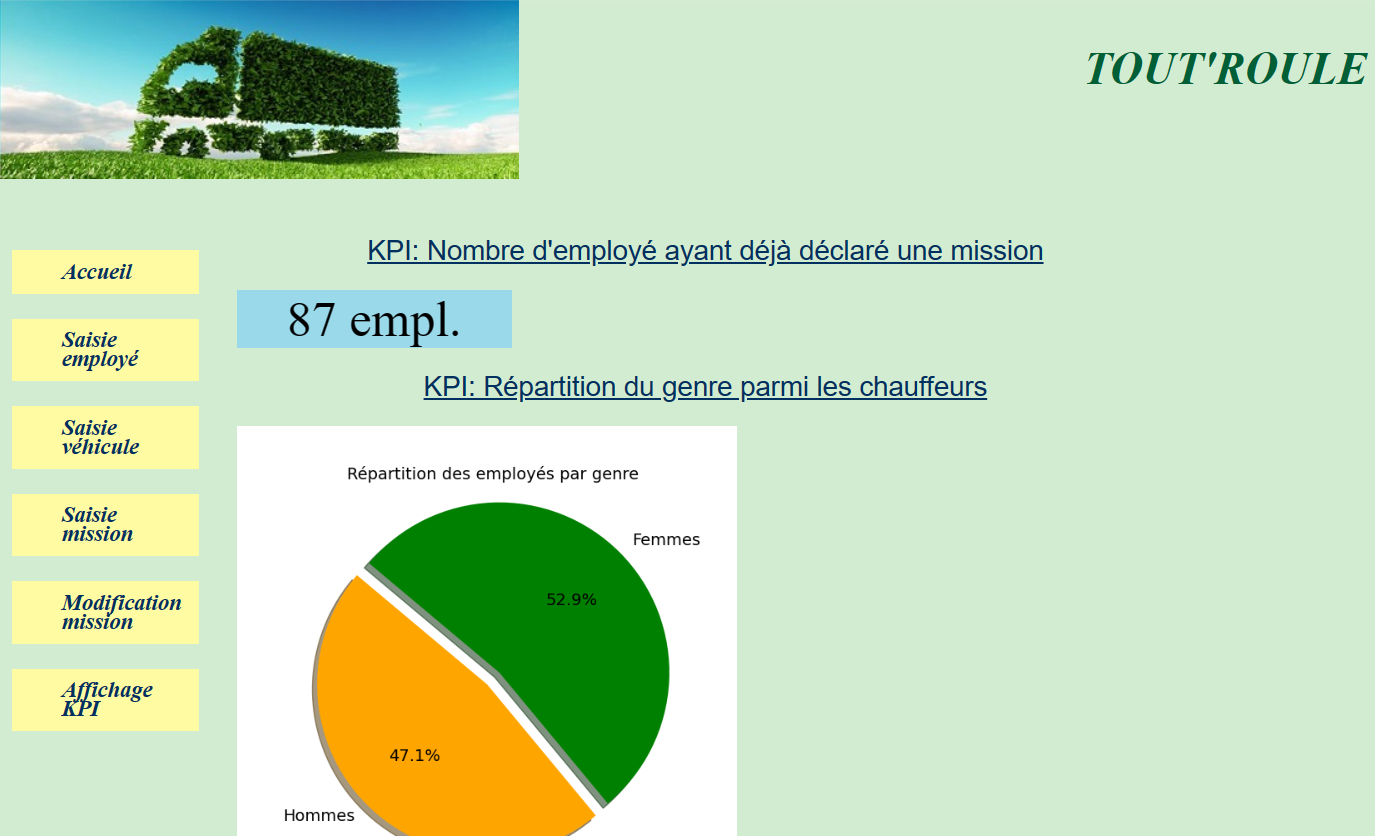 TOUT'ROULE
Accueil
Saisie
employé
Saisie
véhicule
Saisie
mission
Modification
mission
Affichage
KPI
KPI: Nombre d'employé ayant déjà déclaré une mission
87 empl.
KPI: Répartition du genre parmi les chauffeurs
Répartition des employés par genre
Femmes
52.9%
47.1%
Hommes